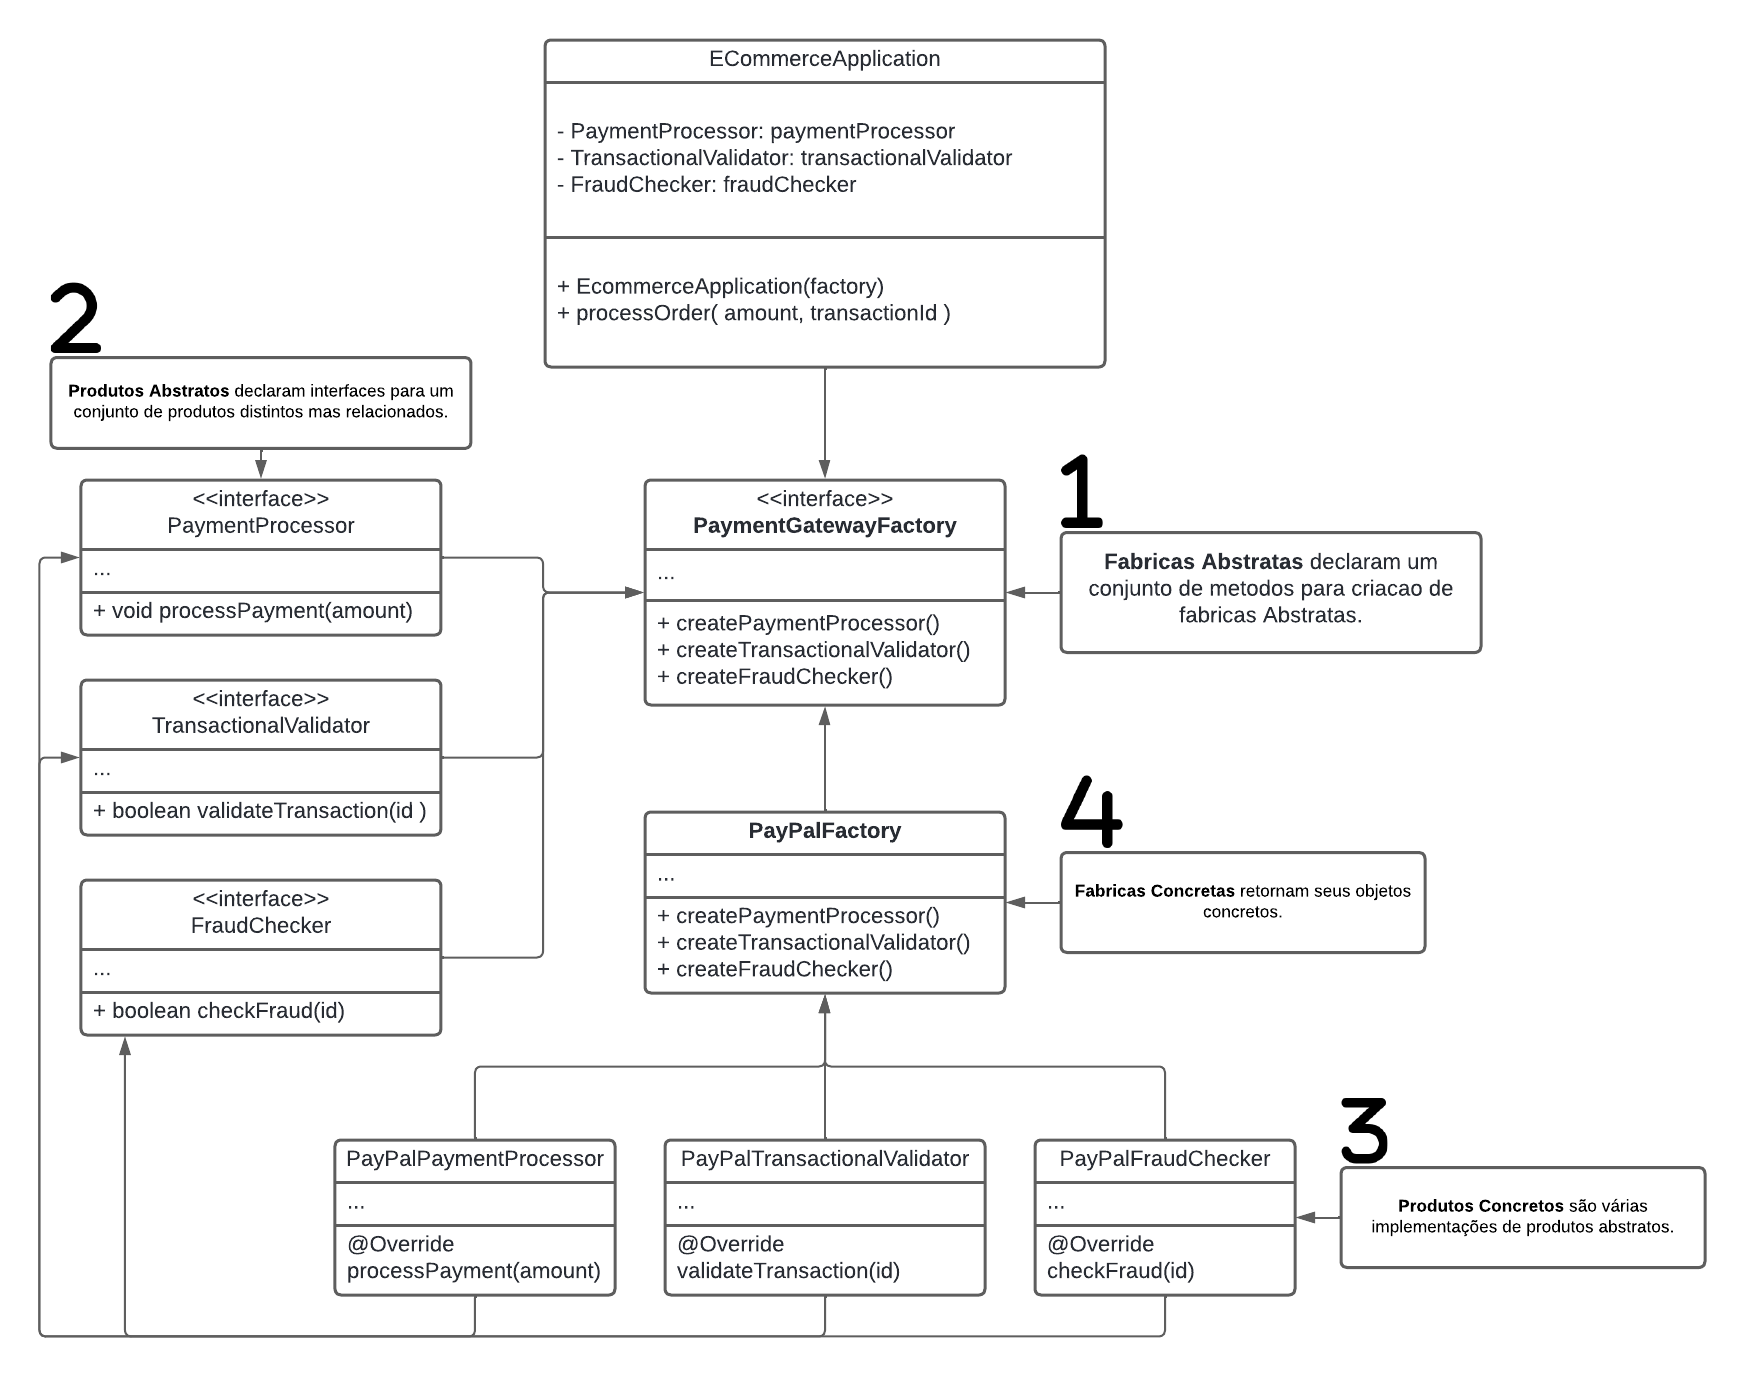 ECommerceApplication
- PaymentProcessor: paymentProcessor
- TransactionalValidator: transactionalValidator
- FraudChecker: fraudChecker
+ EcommerceApplication(factory)
+ processOrder( amount, transactionId )
2
Produtos Abstratos declaram interfaces para um
conjunto de produtos distintos mas relacionados.
<<interface>>
PaymentProcessor
...
+ void processPayment(amount)
<<interface>>
PaymentGatewayFactory
...
+ createPaymentProcessor()
+ createTransactionalValidator()
+ createFraudChecker()
1
Fabricas Abstratas declaram um
conjunto de metodos para criacao de
fabricas Abstratas.
<<interface>>
TransactionalValidator
...
+ boolean validateTransaction(id )
<<interface>>
FraudChecker
...
+ boolean checkFraud(id)
PayPalFactory
...
+ createPaymentProcessor()
+ createTransactionalValidator()
+ createFraudChecker()
4
Fabricas Concretas retornam seus objetos
concretos.
PayPalPaymentProcessor
...
@Override
processPayment(amount)
PayPalTransactionalValidator
...
@Override
validateTransaction(id)
PayPalFraudChecker
...
@Override
checkFraud(id)
3
Produtos Concretos são várias
implementações de produtos abstratos.